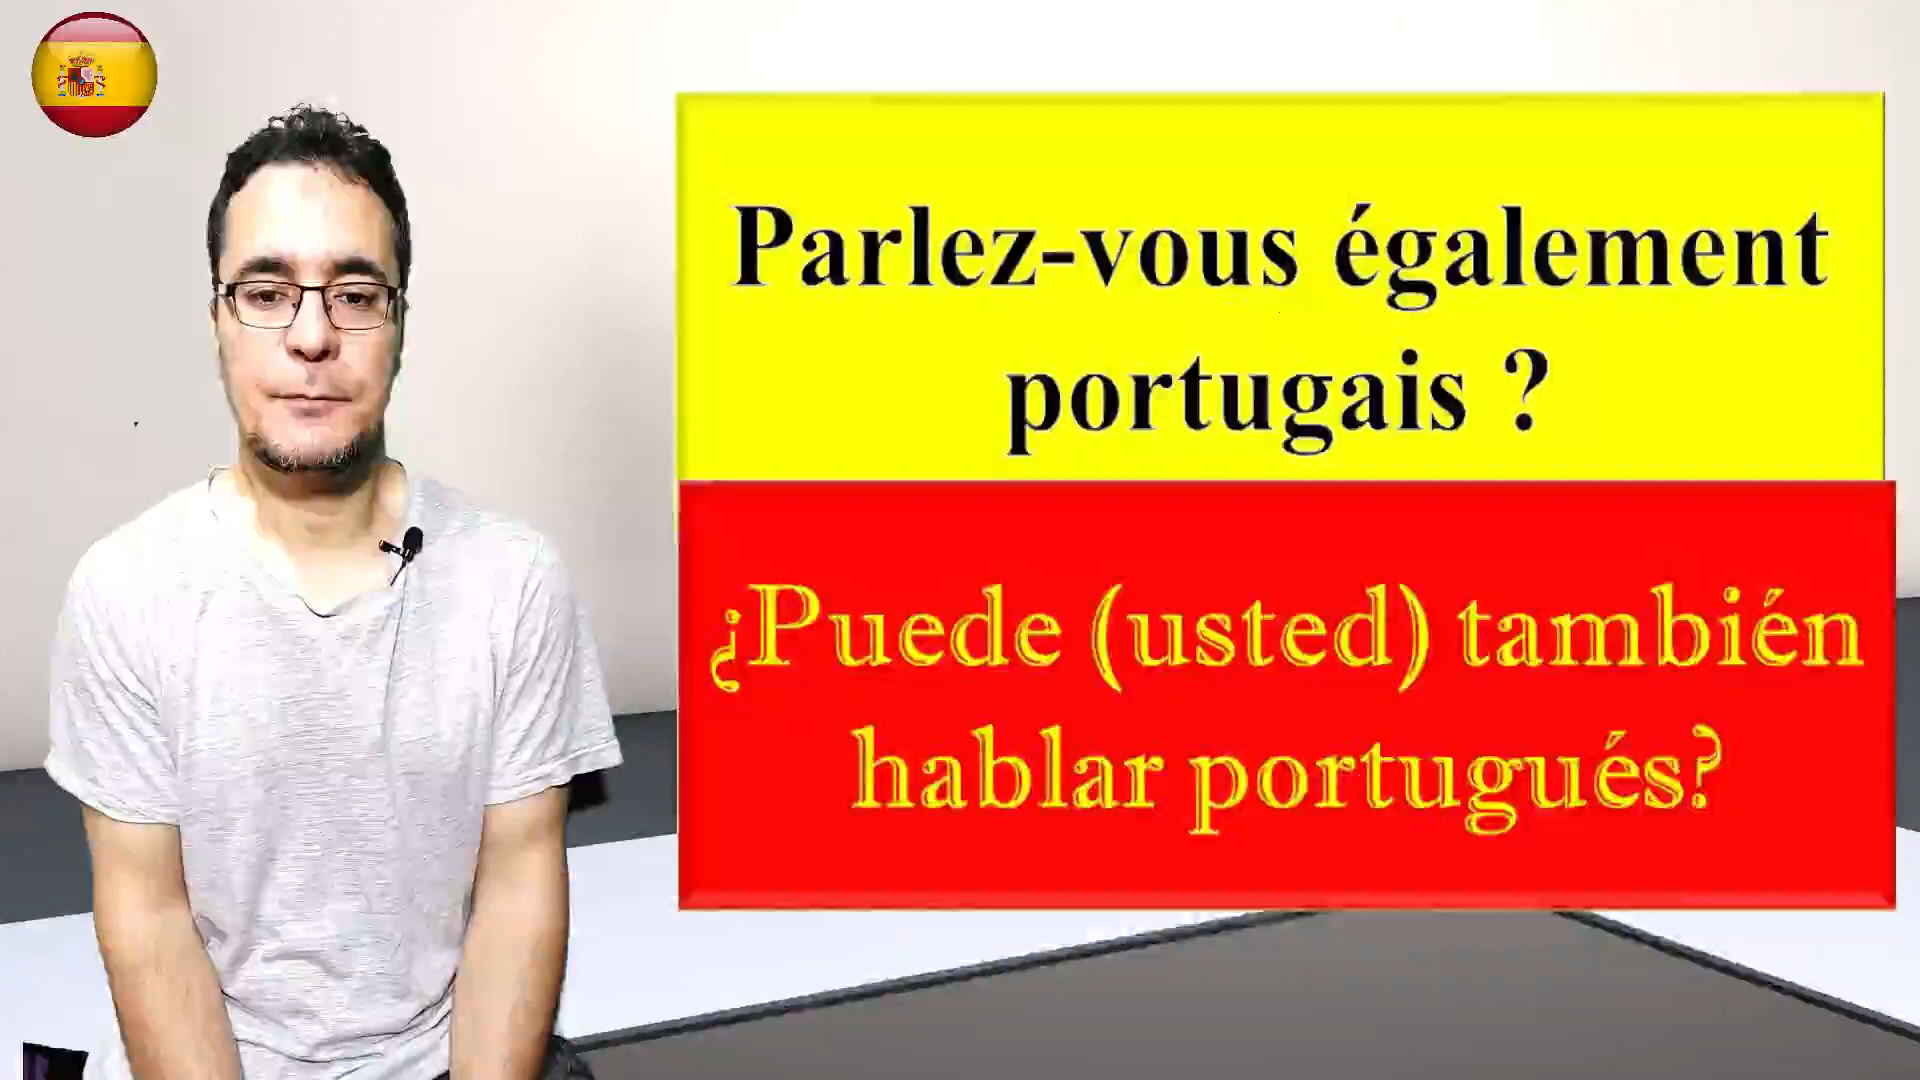 Parlez-vous également
portugais ?
¿Puede (usted) también
hablar portugués?